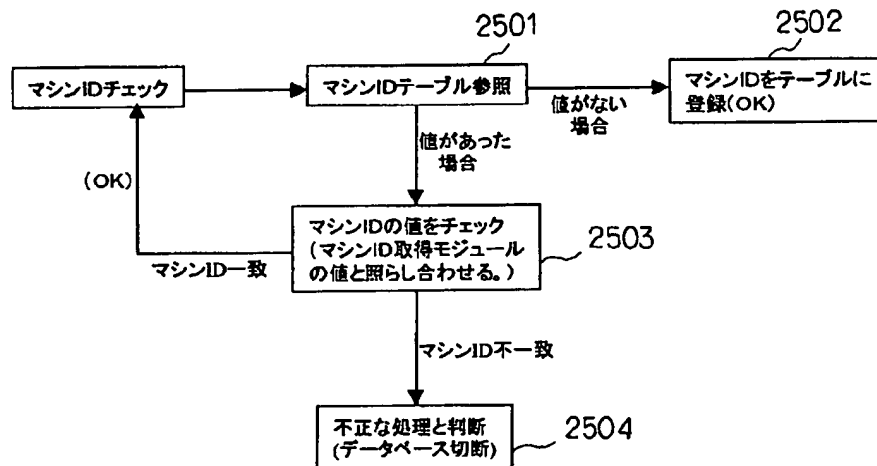 2501
2502
マシンIDチェック
マシンIDテーブル参照
マシンIDをテーブルに
登録(OK)
値がない
場合
値があった
場合
(OK)
マシンIDの値をチェック
(マシンID取得モジュール
の値と照らし合わせる。)
2503
マシンID一致
マシンID不一致
不正な処理と判断
(データベース切断)
2504